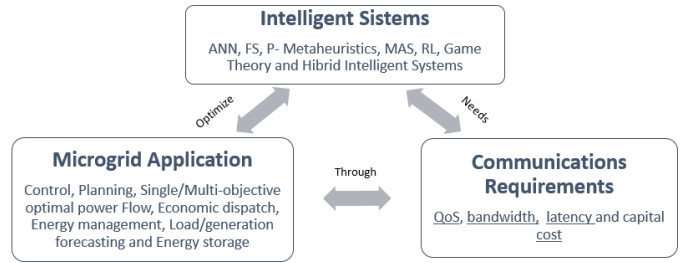 Intelligent Sistems
ANN, FS, P- Metaheuristics, MAS, RL, Game
Theory and Hibrid Intelligent Systems
Optimize
Needs
Microgrid Application
Control, Planning, Single/Multi-objective
optimal power Flow, Economic dispatch,
Energy management, Load/generation
forecasting and Energy storage
Through
Communications
Requirements
QoS, bandwidth, latency and capital
cost